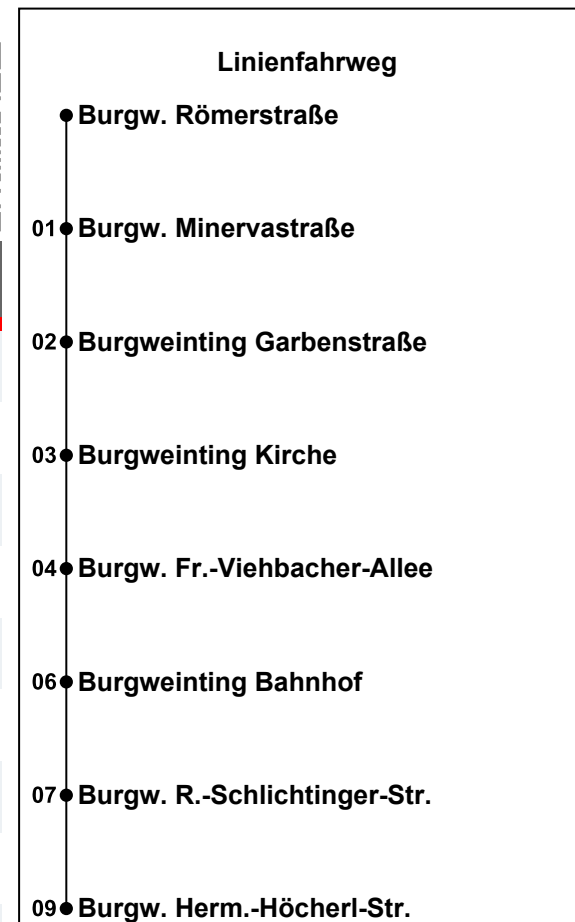 Linienfahrweg
Burgw. Römerstraße
01 Burgw. Minervastraße
02 Burgweinting Garbenstraße
03 Burgweinting Kirche
04 Burgw. Fr.-Viehbacher-Allee
06 Burgweinting Bahnhof
07 Burgw. R.-Schlichtinger-Str.
09 Burgw. Herm.-Höcherl-Str.